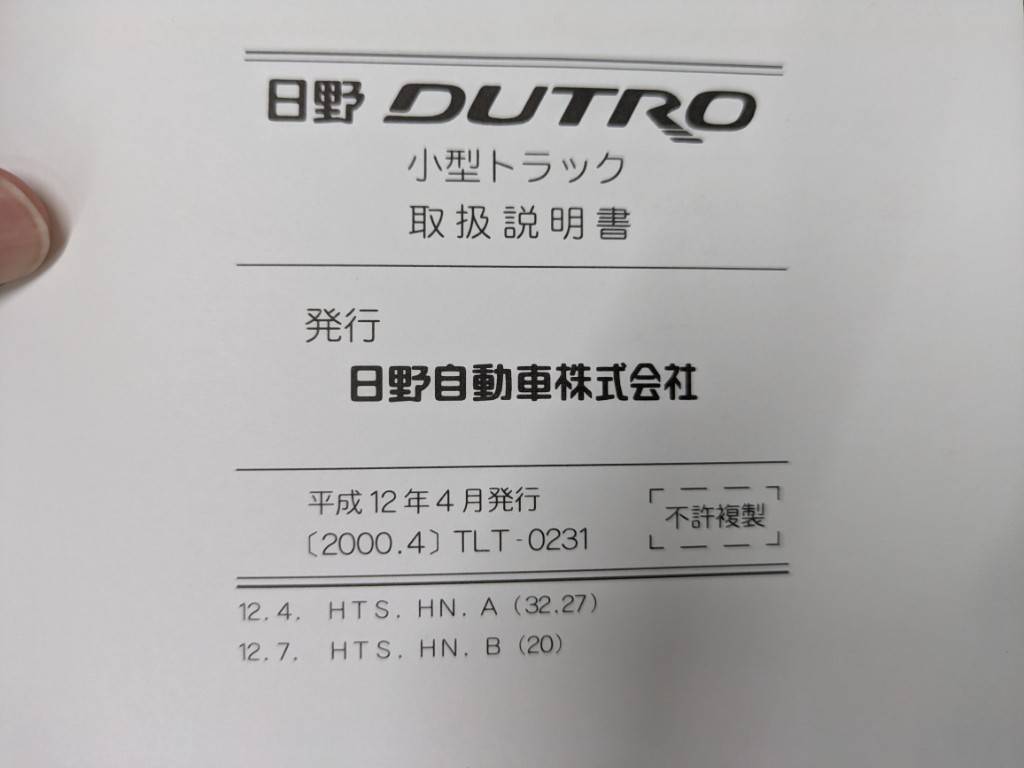 日野 DUTRO
小型トラック
取扱説明書
発行
日野自動車株式会社
平成12年4月発行
〔2000.4〕TLT-0231
不許複製
12.4. HTS. HN. A (32.27)
12.7. HTS. HN. B (20)